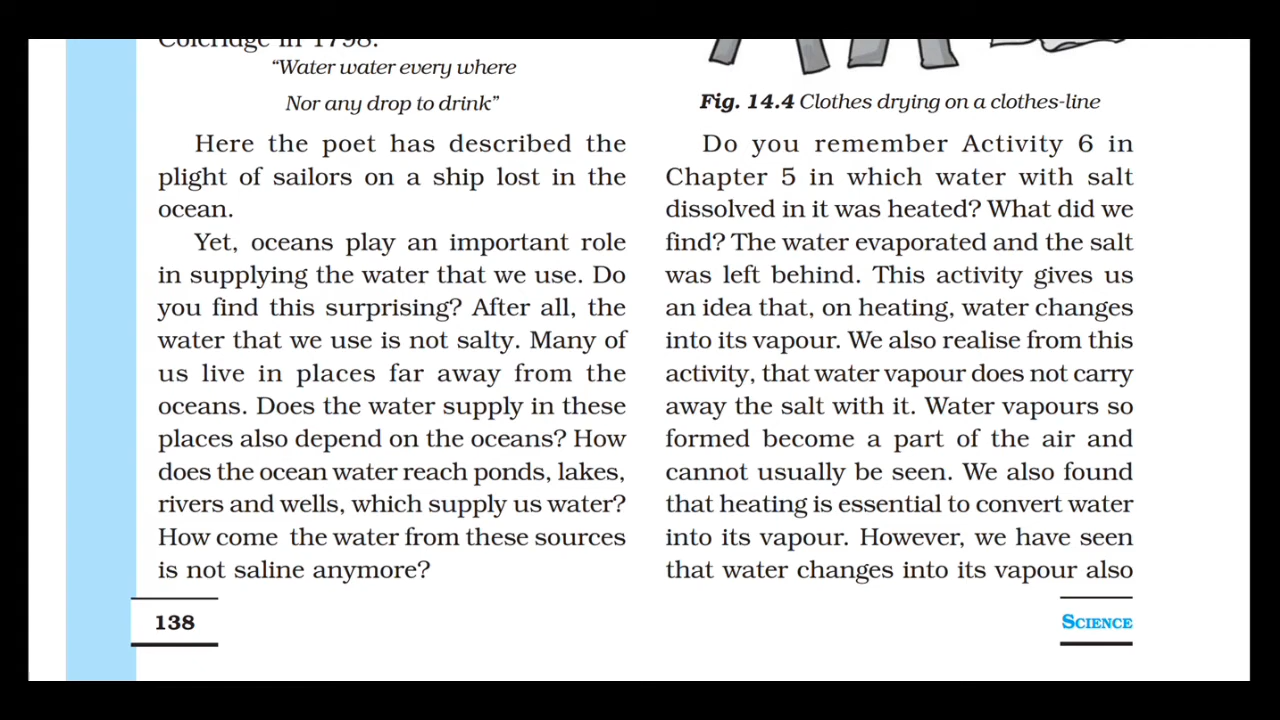 Coleridge in 1798.
“Water water every where
Nor any drop to drink”
Here the poet has described the
plight of sailors on a ship lost in the
ocean.
Yet, oceans play an important role
in supplying the water that we use. Do
you find this surprising? After all, the
water that we use is not salty. Many of
us live in places far away from the
oceans. Does the water supply in these
places also depend on the oceans? How
does the ocean water reach ponds, lakes,
rivers and wells, which supply us water?
How come the water from these sources
is not saline anymore?
138
Fig. 14.4 Clothes drying on a clothes-line
Do you remember Activity 6 in
Chapter 5 in which water with salt
dissolved in it was heated? What did we
find? The water evaporated and the salt
was left behind. This activity gives us
an idea that, on heating, water changes
into its vapour. We also realise from this
activity, that water vapour does not carry
away the salt with it. Water vapours so
formed become a part of the air and
cannot usually be seen. We also found
that heating is essential to convert water
into its vapour. However, we have seen
that water changes into its vapour also
SCIENCE